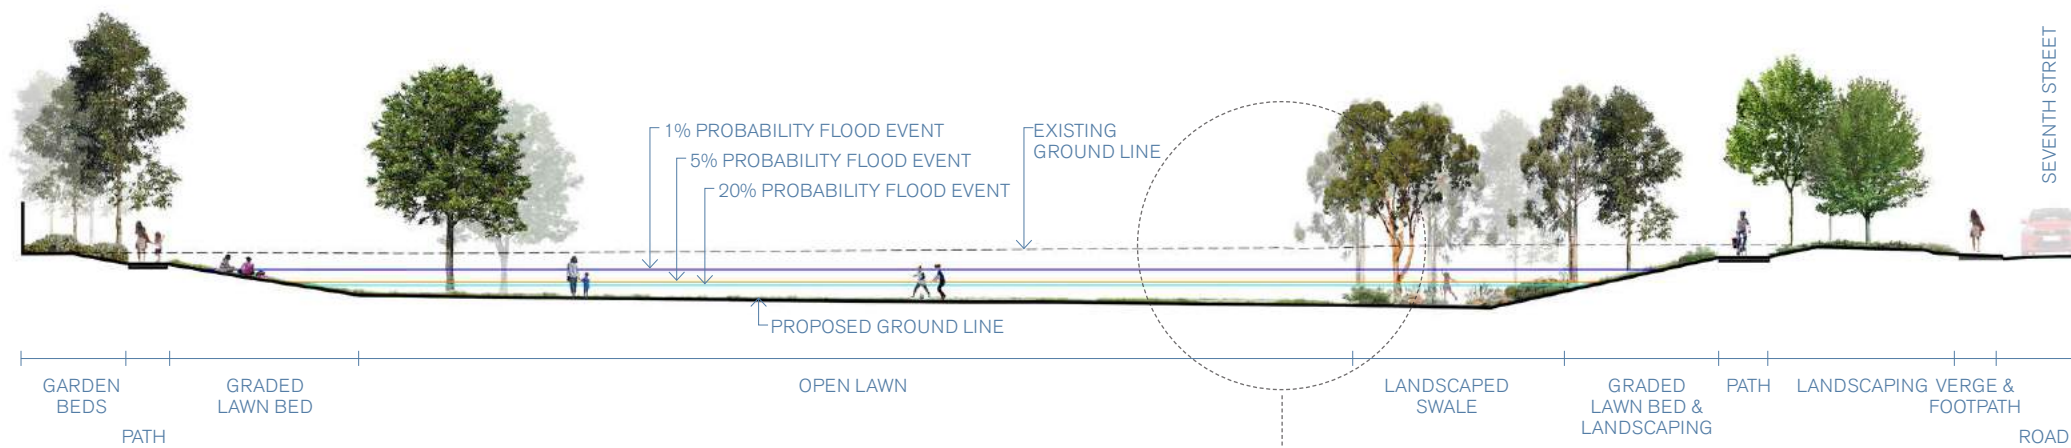 SEVENTH STREET
1% PROBABILITY FLOOD EVENT
5% PROBABILITY FLOOD EVENT
20% PROBABILITY FLOOD EVENT
EXISTING
GROUND LINE
PROPOSED GROUND LINE
GARDEN
BEDS
PATH
GRADED
LAWN BED
OPEN LAWN
LANDSCAPED
SWALE
GRADED
LAWN BED &
LANDSCAPING
PATH
LANDSCAPING
VERGE &
FOOTPATH
ROAD